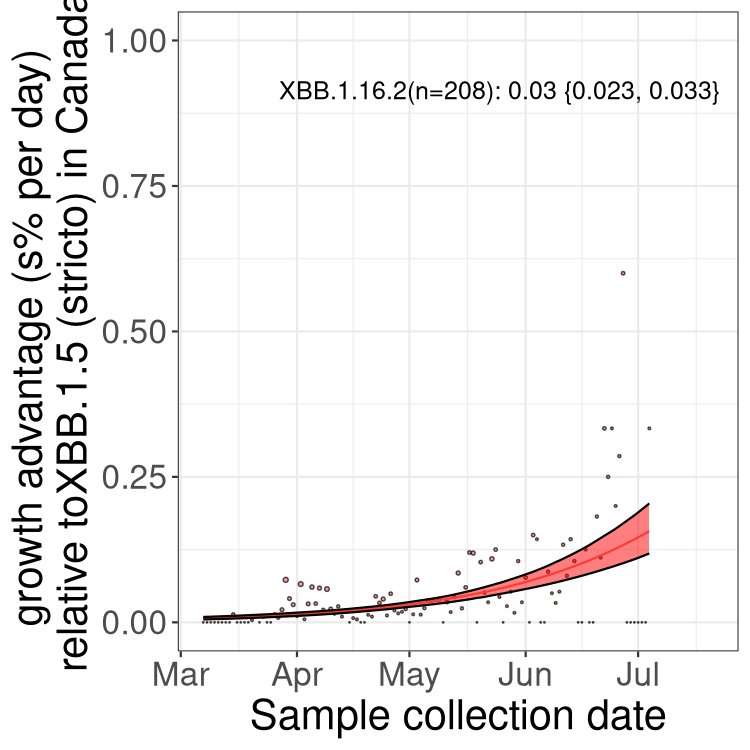 growth advantage (s% per day)
relative toXBB.1.5 (stricto) in Canada
1.00
0.75
0.50
0.25
0.00
XBB.1.16.2(n=208): 0.03 {0.023, 0.033}
Mar Apr May Jun Jul
Sample collection date